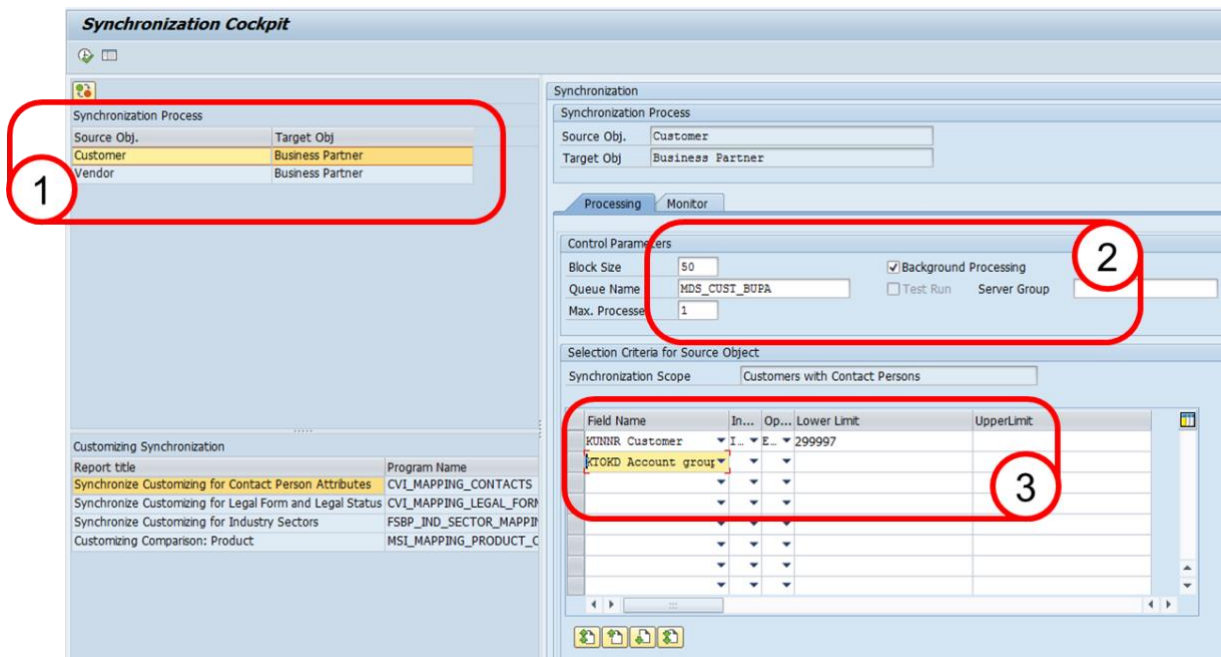 Synchronization Cockpit
Synchronization Process
Source Obj. Target Obj
Customer Business Partner
Vendor Business Partner
1
Customizing Synchronization
Report title Program Name
Synchronize Customizing for Contact Person Attributes CVI_MAPPING_CONTACTS
Synchronize Customizing for Legal Form and Legal Status CVI_MAPPING_LEGAL_FORM
Synchronize Customizing for Industry Sectors FSBP_IND_SECTOR_MAPPIN
Customizing Comparison: Product MSI_MAPPING_PRODUCT_C
Synchronization
Synchronization Process
Source Obj. Customer
Target Obj Business Partner
Processing Monitor
Control Parameters
Block Size 50 Background Processing
Queue Name MDS_CUST_BUPA Test Run Server Group
Max. Processe 1
2
Selection Criteria for Source Object
Synchronization Scope Customers with Contact Persons
Field Name In... Op... Lower Limit UpperLimit
KUNNR Customer I.. E.. 299997
KTOKD Account group
3